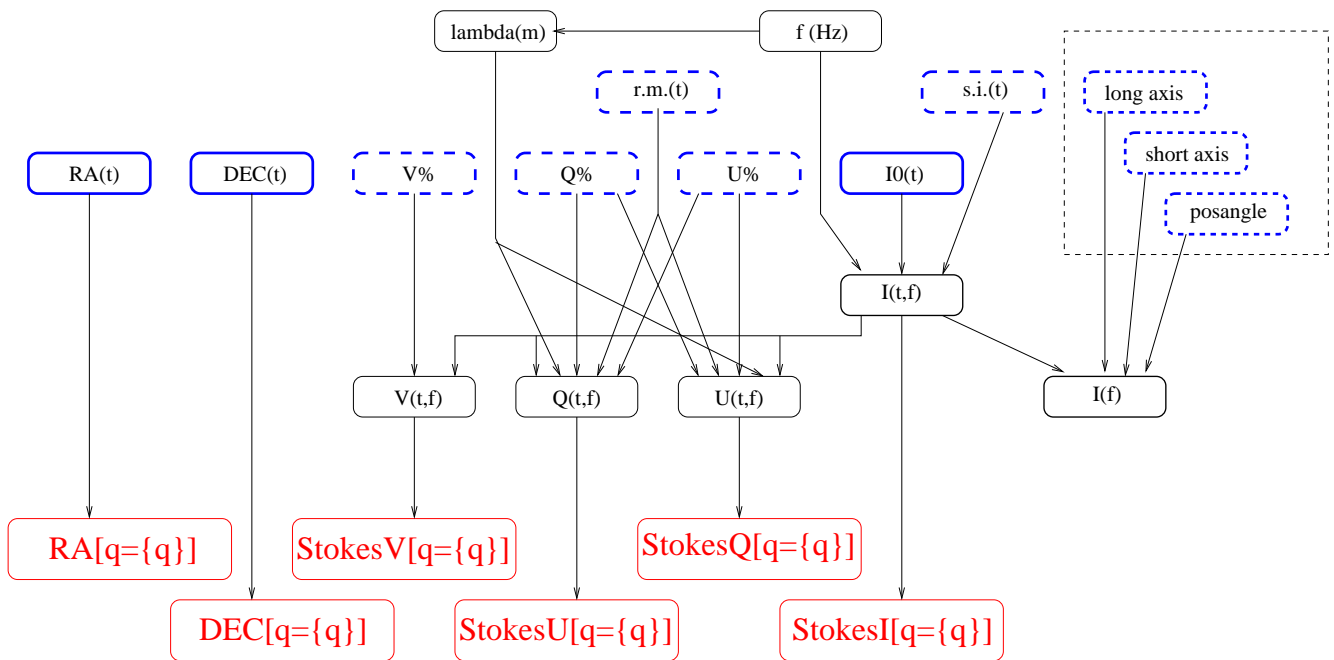 lambda(m)
f (Hz)
r.m.(t)
s.i.(t)
long axis
short axis
posangle
RA(t)
DEC(t)
V%
Q%
U%
I0(t)
I(t,f)
V(t,f)
Q(t,f)
U(t,f)
I(f)
RA[q={q}]
StokesV[q={q}]
StokesQ[q={q}]
DEC[q={q}]
StokesU[q={q}]
StokesI[q={q}]